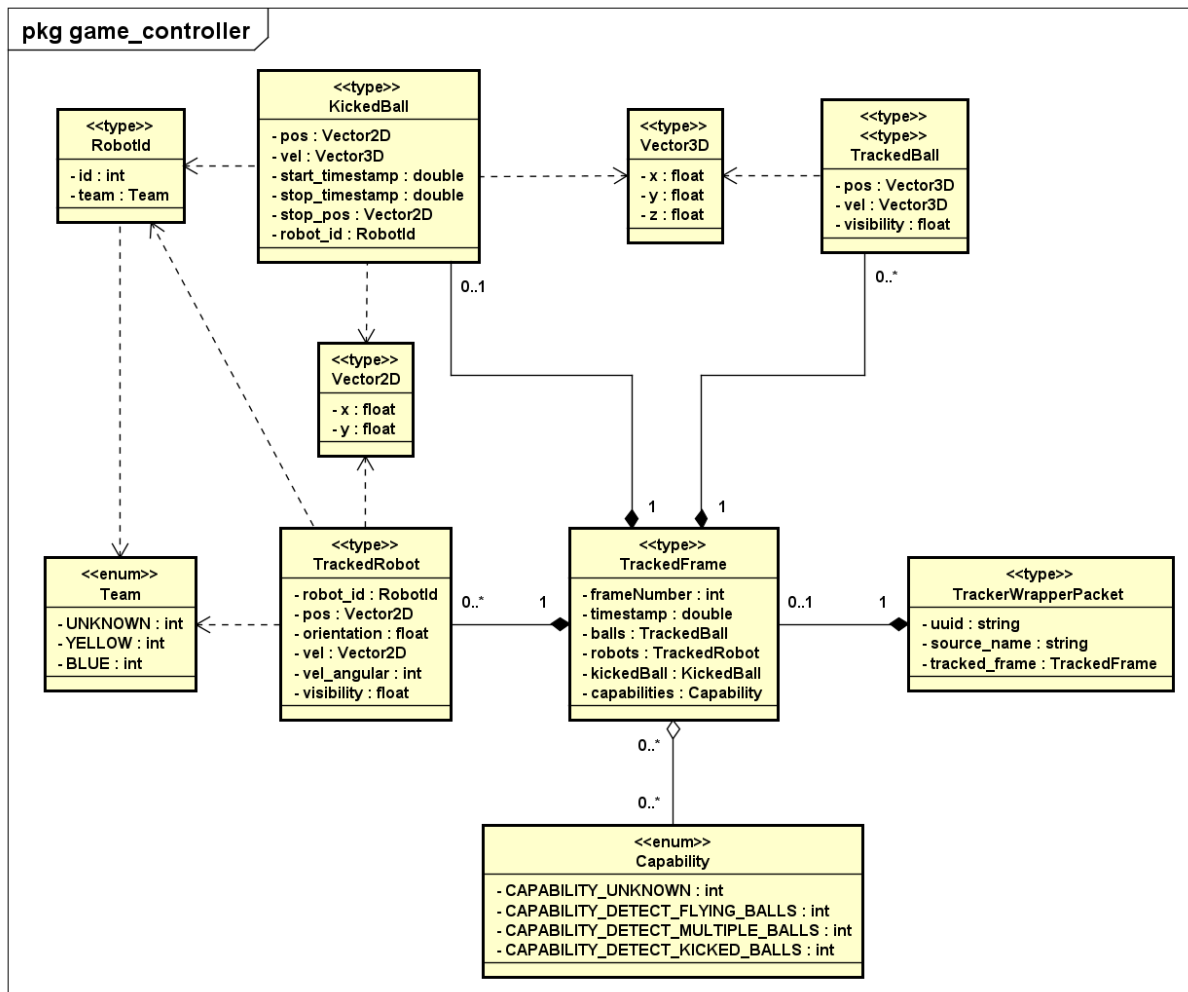 pkg game_controller
<<type>>
KickedBall
- pos : Vector2D
- vel : Vector3D
- start_timestamp : double
- stop_timestamp : double
- stop_pos : Vector2D
- robot_id : RobotId
<<type>>
RobotId
- id : int
- team : Team
<<type>>
Vector3D
- x : float
- y : float
- z : float
<<type>>
<<type>>
TrackedBall
- pos : Vector3D
- vel : Vector3D
- visibility : float
0..1
0..*
<<type>>
Vector2D
- x : float
- y : float
1
1
<<enum>>
Team
- UNKNOWN : int
- YELLOW : int
- BLUE : int
<<type>>
TrackedRobot
- robot_id : RobotId
- pos : Vector2D
- orientation : float
- vel : Vector2D
- vel_angular : int
- visibility : float
0..*
1
<<type>>
TrackedFrame
- frameNumber : int
- timestamp : double
- balls : TrackedBall
- robots : TrackedRobot
- kickedBall : KickedBall
- capabilities : Capability
0..1
1
<<type>>
TrackerWrapperPacket
- uuid : string
- source_name : string
- tracked_frame : TrackedFrame
0..*
0..*
<<enum>>
Capability
- CAPABILITY_UNKNOWN : int
- CAPABILITY_DETECT_FLYING_BALLS : int
- CAPABILITY_DETECT_MULTIPLE_BALLS : int
- CAPABILITY_DETECT_KICKED_BALLS : int